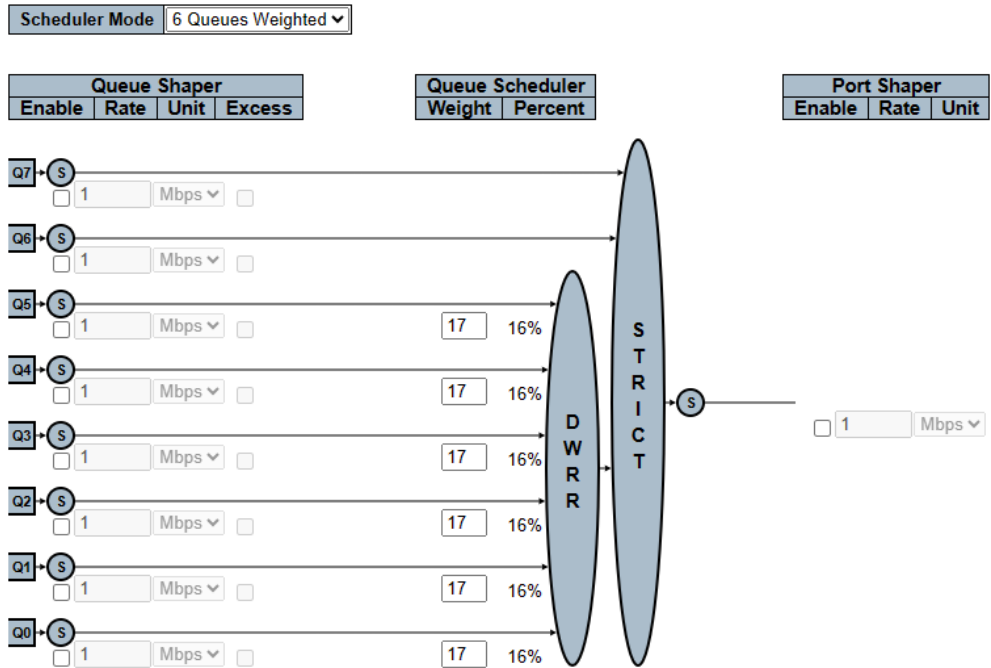 Scheduler Mode 6 Queues Weighted
Queue Shaper Queue Scheduler Port Shaper
Enable Rate Unit Excess Weight Percent Enable Rate Unit
Q7 S
1 Mbps
Q6 S
1 Mbps
Q5 S
1 Mbps 17 16%
Q4 S
1 Mbps 17 16%
Q3 S
1 Mbps 17 16%
Q2 S
1 Mbps 17 16%
Q1 S
1 Mbps 17 16%
Q0 S
1 Mbps 17 16%
DWRR
STRICT
S
1 Mbps